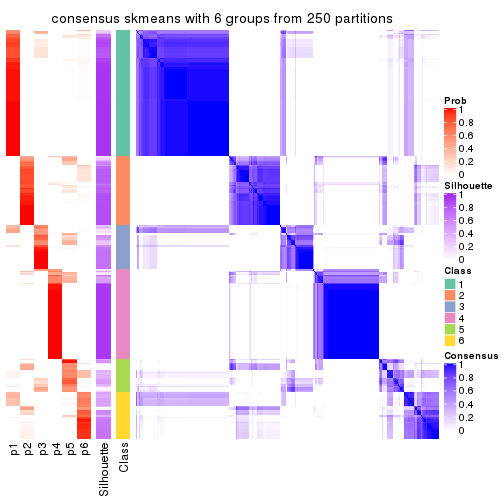 consensus skmeans with 6 groups from 250 partitions
Prob
1
0.8
0.6
0.4
0.2
0
Silhouette
1
0.8
0.6
0.4
0.2
0
Class
1
2
3
4
5
6
Consensus
1
0.8
0.6
0.4
0.2
0
p1
p2
p3
p4
p5
p6
Silhouette
Class